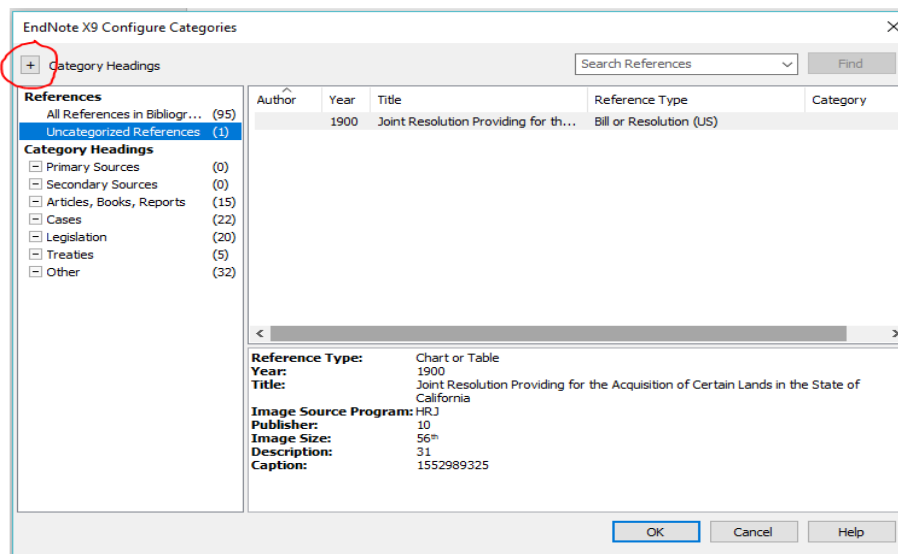 EndNote X9 Configure Categories
+ Category Headings
Search References
Find
References
All References in Bibliogr... (95)
Uncategorized References (1)
Category Headings
Primary Sources (0)
Secondary Sources (0)
Articles, Books, Reports (15)
Cases (22)
Legislation (20)
Treaties (5)
Other (32)
Author Year Title Reference Type Category
1900 Joint Resolution Providing for th... Bill or Resolution (US)
Reference Type: Chart or Table
Year: 1900
Title: Joint Resolution Providing for the Acquisition of Certain Lands in the State of
California
Image Source Program: HRJ
Publisher: 10
Image Size: 56th
Description: 31
Caption: 1552989325
OK Cancel Help